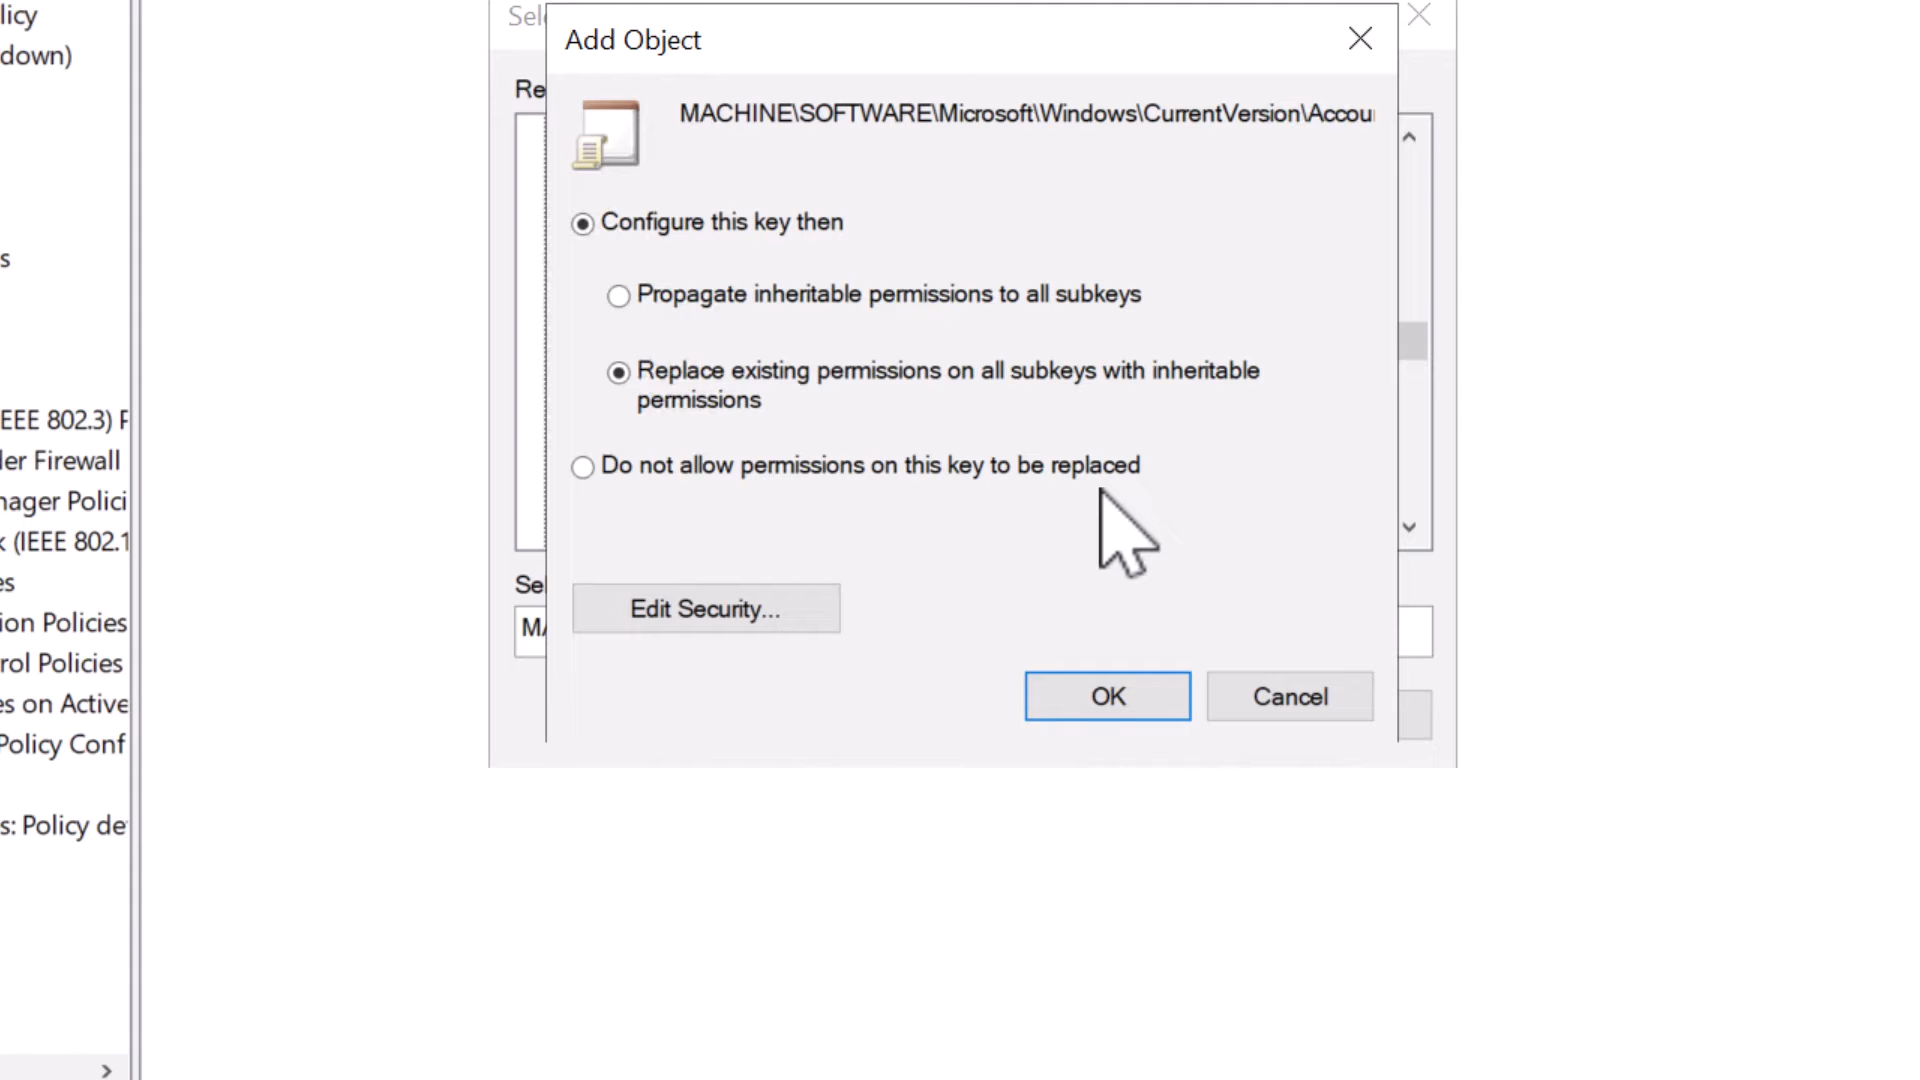 licy
down)
s
EEE 802.3) P
der Firewall
nager Polici
k (IEEE 802.1
es
ion Policies
rol Policies
es on Active
Policy Conf
s: Policy de
Sele
Add Object
Re
MACHINE\SOFTWARE\Microsoft\Windows\CurrentVersion\Accou
Configure this key then
Propagate inheritable permissions to all subkeys
Replace existing permissions on all subkeys with inheritable
permissions
Do not allow permissions on this key to be replaced
Sel
MA
Edit Security...
OK
Cancel